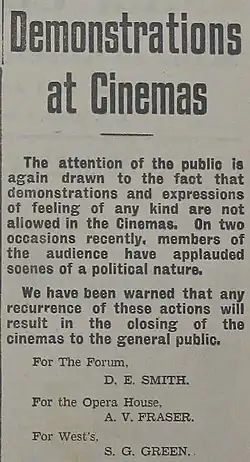 Demonstrations
at Cinemas
The attention of the public is
again drawn to the fact that
demonstrations and expressions
of feeling of any kind are not
allowed in the Cinemas. On two
occasions recently, members of
the audience have applauded
scenes of a political nature.
We have been warned that any
recurrence of these actions will
result in the closing of the
cinemas to the general public.
For The Forum,
D. E. SMITH.
For the Opera House,
A. V. FRASER.
For West's,
S. G. GREEN.